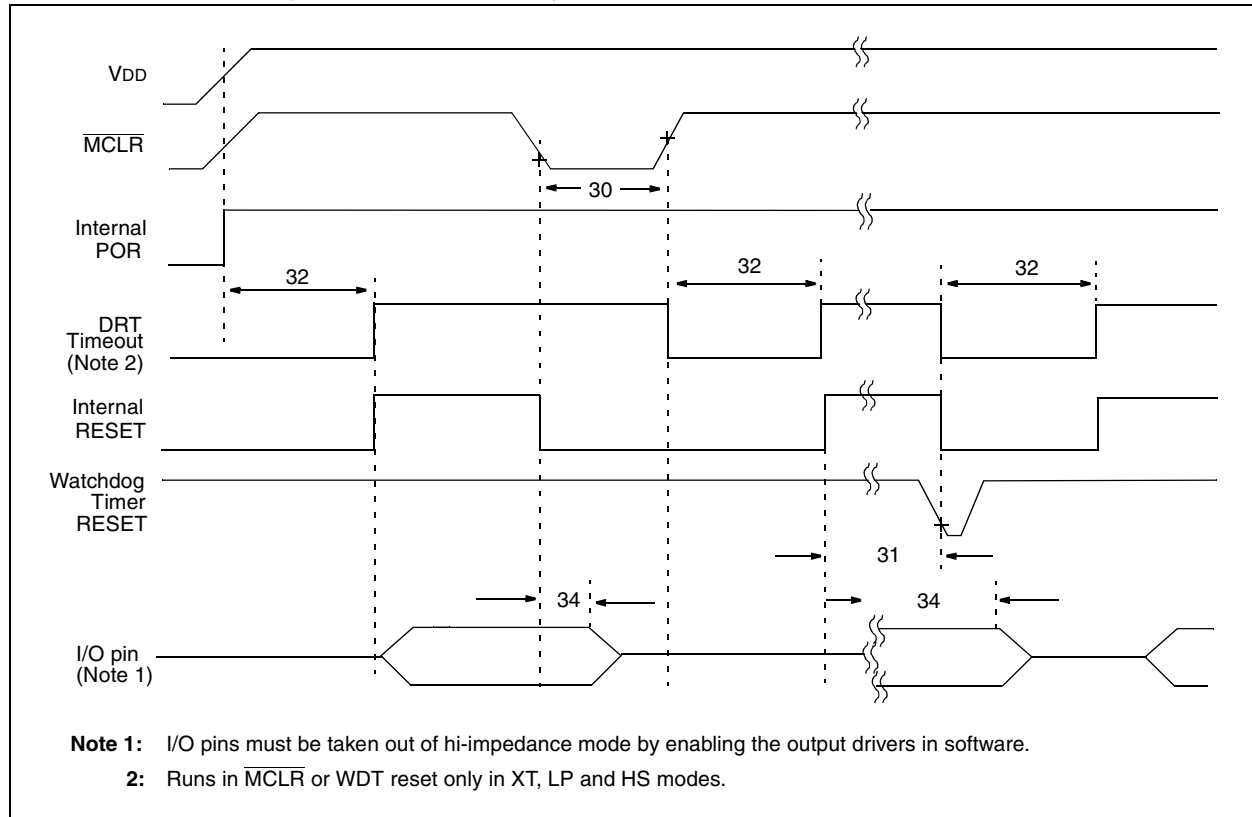 VDD
MCLR
30
Internal
POR
32
32
32
DRT
Timeout
(Note 2)
Internal
RESET
Watchdog
Timer
RESET
31
34
34
I/O pin
(Note 1)
Note 1: I/O pins must be taken out of hi-impedance mode by enabling the output drivers in software.
2: Runs in MCLR or WDT reset only in XT, LP and HS modes.